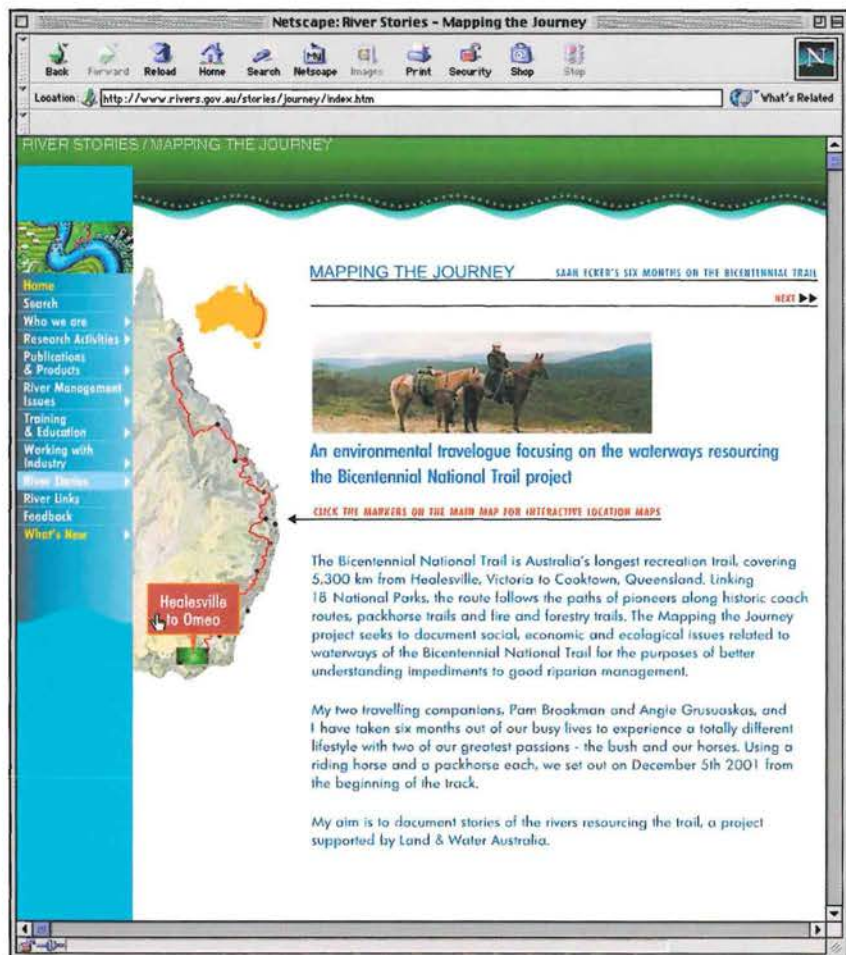 Netscape: River Stories - Mapping the Journey
Back Forward Reload Home Search Netscape Images Print Security Shop Stop
N
Location: http://www.rivers.gov.au/stories/journey/index.htm What's Related
RIVER STORIES / MAPPING THE JOURNEY
Home
Search
Who we are
Research Activities
Publications
& Products
River Management
Issues
Training
& Education
Working with
Industry
River Stories
River Links
Feedback
What's New
Healesville
to Omeo
MAPPING THE JOURNEY SAAN ECKER'S SIX MONTHS ON THE BICENTENNIAL TRAIL
NEXT
An environmental travelogue focusing on the waterways resourcing
the Bicentennial National Trail project
CLICK THE MARKERS ON THE MAIN MAP FOR INTERACTIVE LOCATION MAPS
The Bicentennial National Trail is Australia's longest recreation trail, covering
5,300 km from Healesville, Victoria to Cooktown, Queensland. Linking
18 National Parks, the route follows the paths of pioneers along historic coach
routes, packhorse trails and fire and forestry trails. The Mapping the Journey
project seeks to document social, economic and ecological issues related to
waterways of the Bicentennial National Trail for the purposes of better
understanding impediments to good riparian management.
My two travelling companions, Pam Brookman and Angie Grusuaskas, and
I have taken six months out of our busy lives to experience a totally different
lifestyle with two of our greatest passions - the bush and our horses. Using a
riding horse and a packhorse each, we set out on December 5th 2001 from
the beginning of the track.
My aim is to document stories of the rivers resourcing the trail, a project
supported by Land & Water Australia.